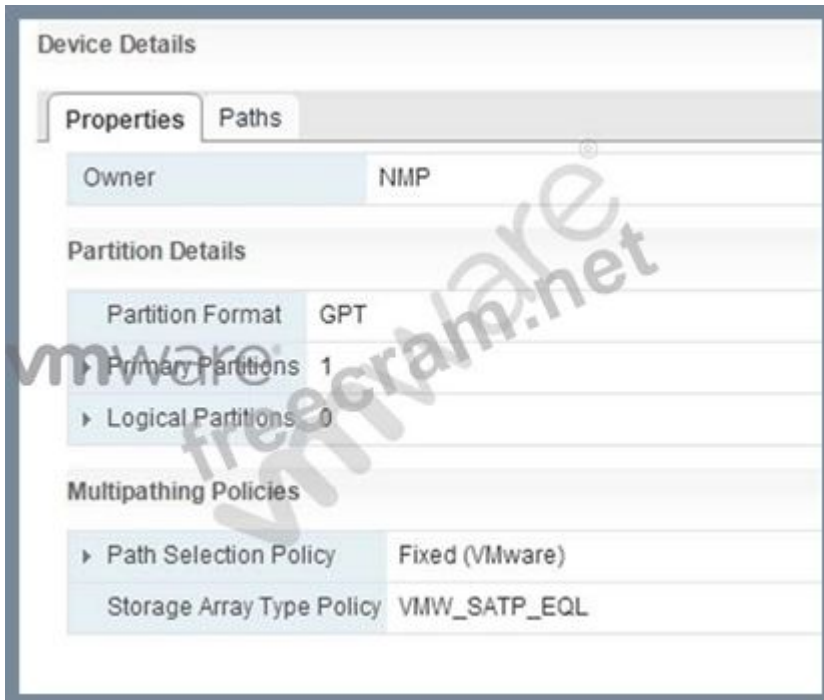 Device Details
Properties Paths
Owner NMP
Partition Details
Partition Format GPT
Primary Partitions 1
Logical Partitions 0
Multipathing Policies
Path Selection Policy Fixed (VMware)
Storage Array Type Policy VMW_SATP_EQL
vmware
freecram.net
vmware®